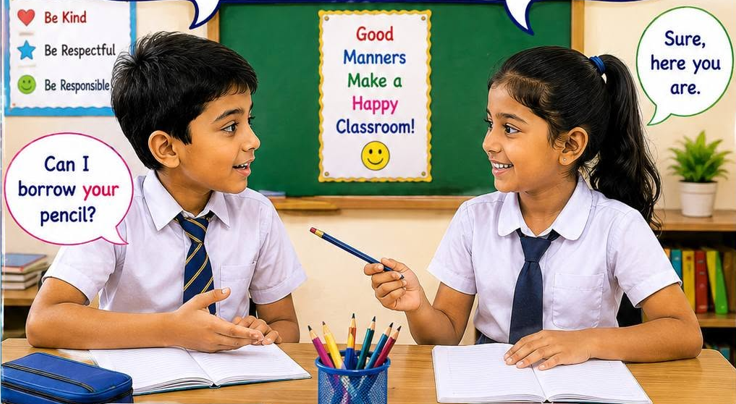 Be Kind
Be Respectful
Be Responsible!
Good
Manners
Make a
Happy
Classroom!
Can I
borrow your
pencil?
Sure,
here you
are.